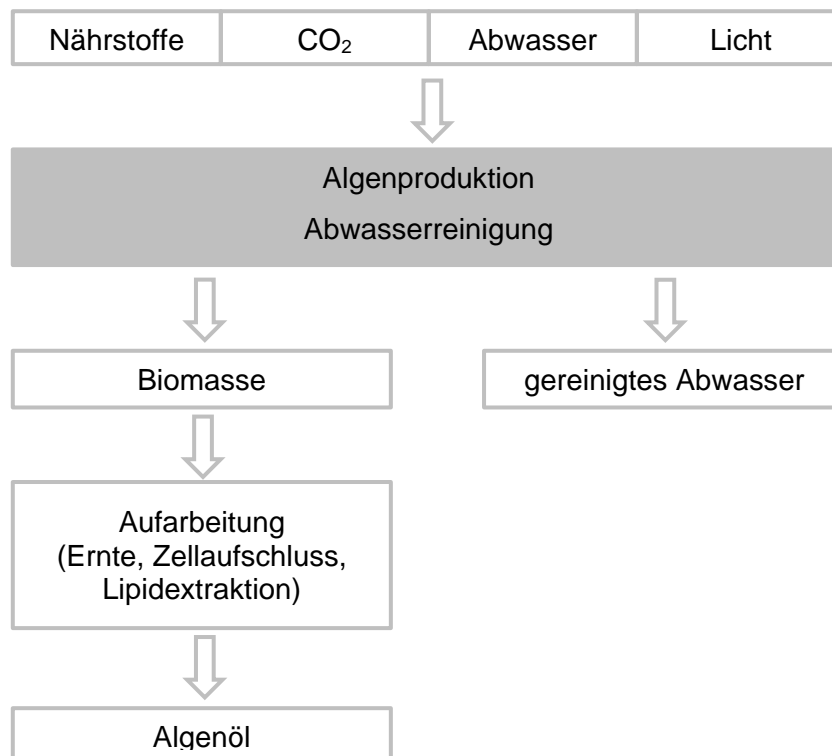 Nährstoffe CO₂ Abwasser Licht
Algenproduktion
Abwasserreinigung
Biomasse gereinigtes Abwasser
Aufarbeitung
(Ernte, Zellaufschluss,
Lipidextraktion)
Algenöl